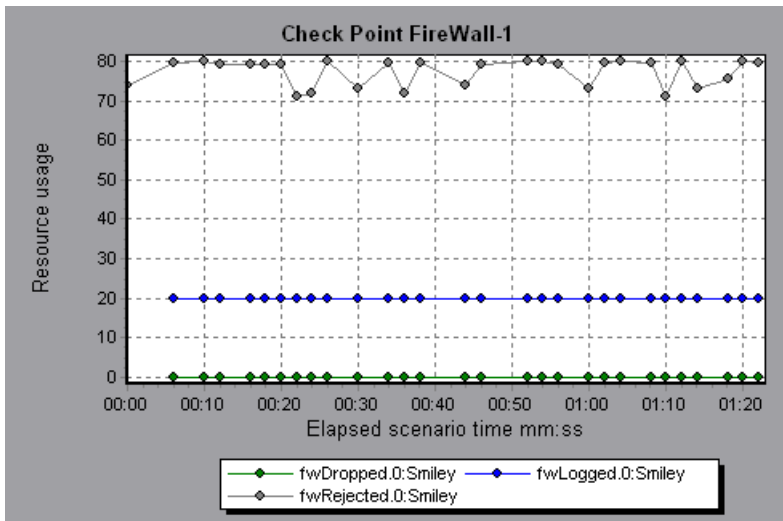 Check Point FireWall-1
Resource usage
80
70
60
50
40
30
20
10
0
00:00 00:10 00:20 00:30 00:40 00:50 01:00 01:10 01:20
Elapsed scenario time mm:ss
fwDropped.0:Smiley fwLogged.0:Smiley
fwRejected.0:Smiley